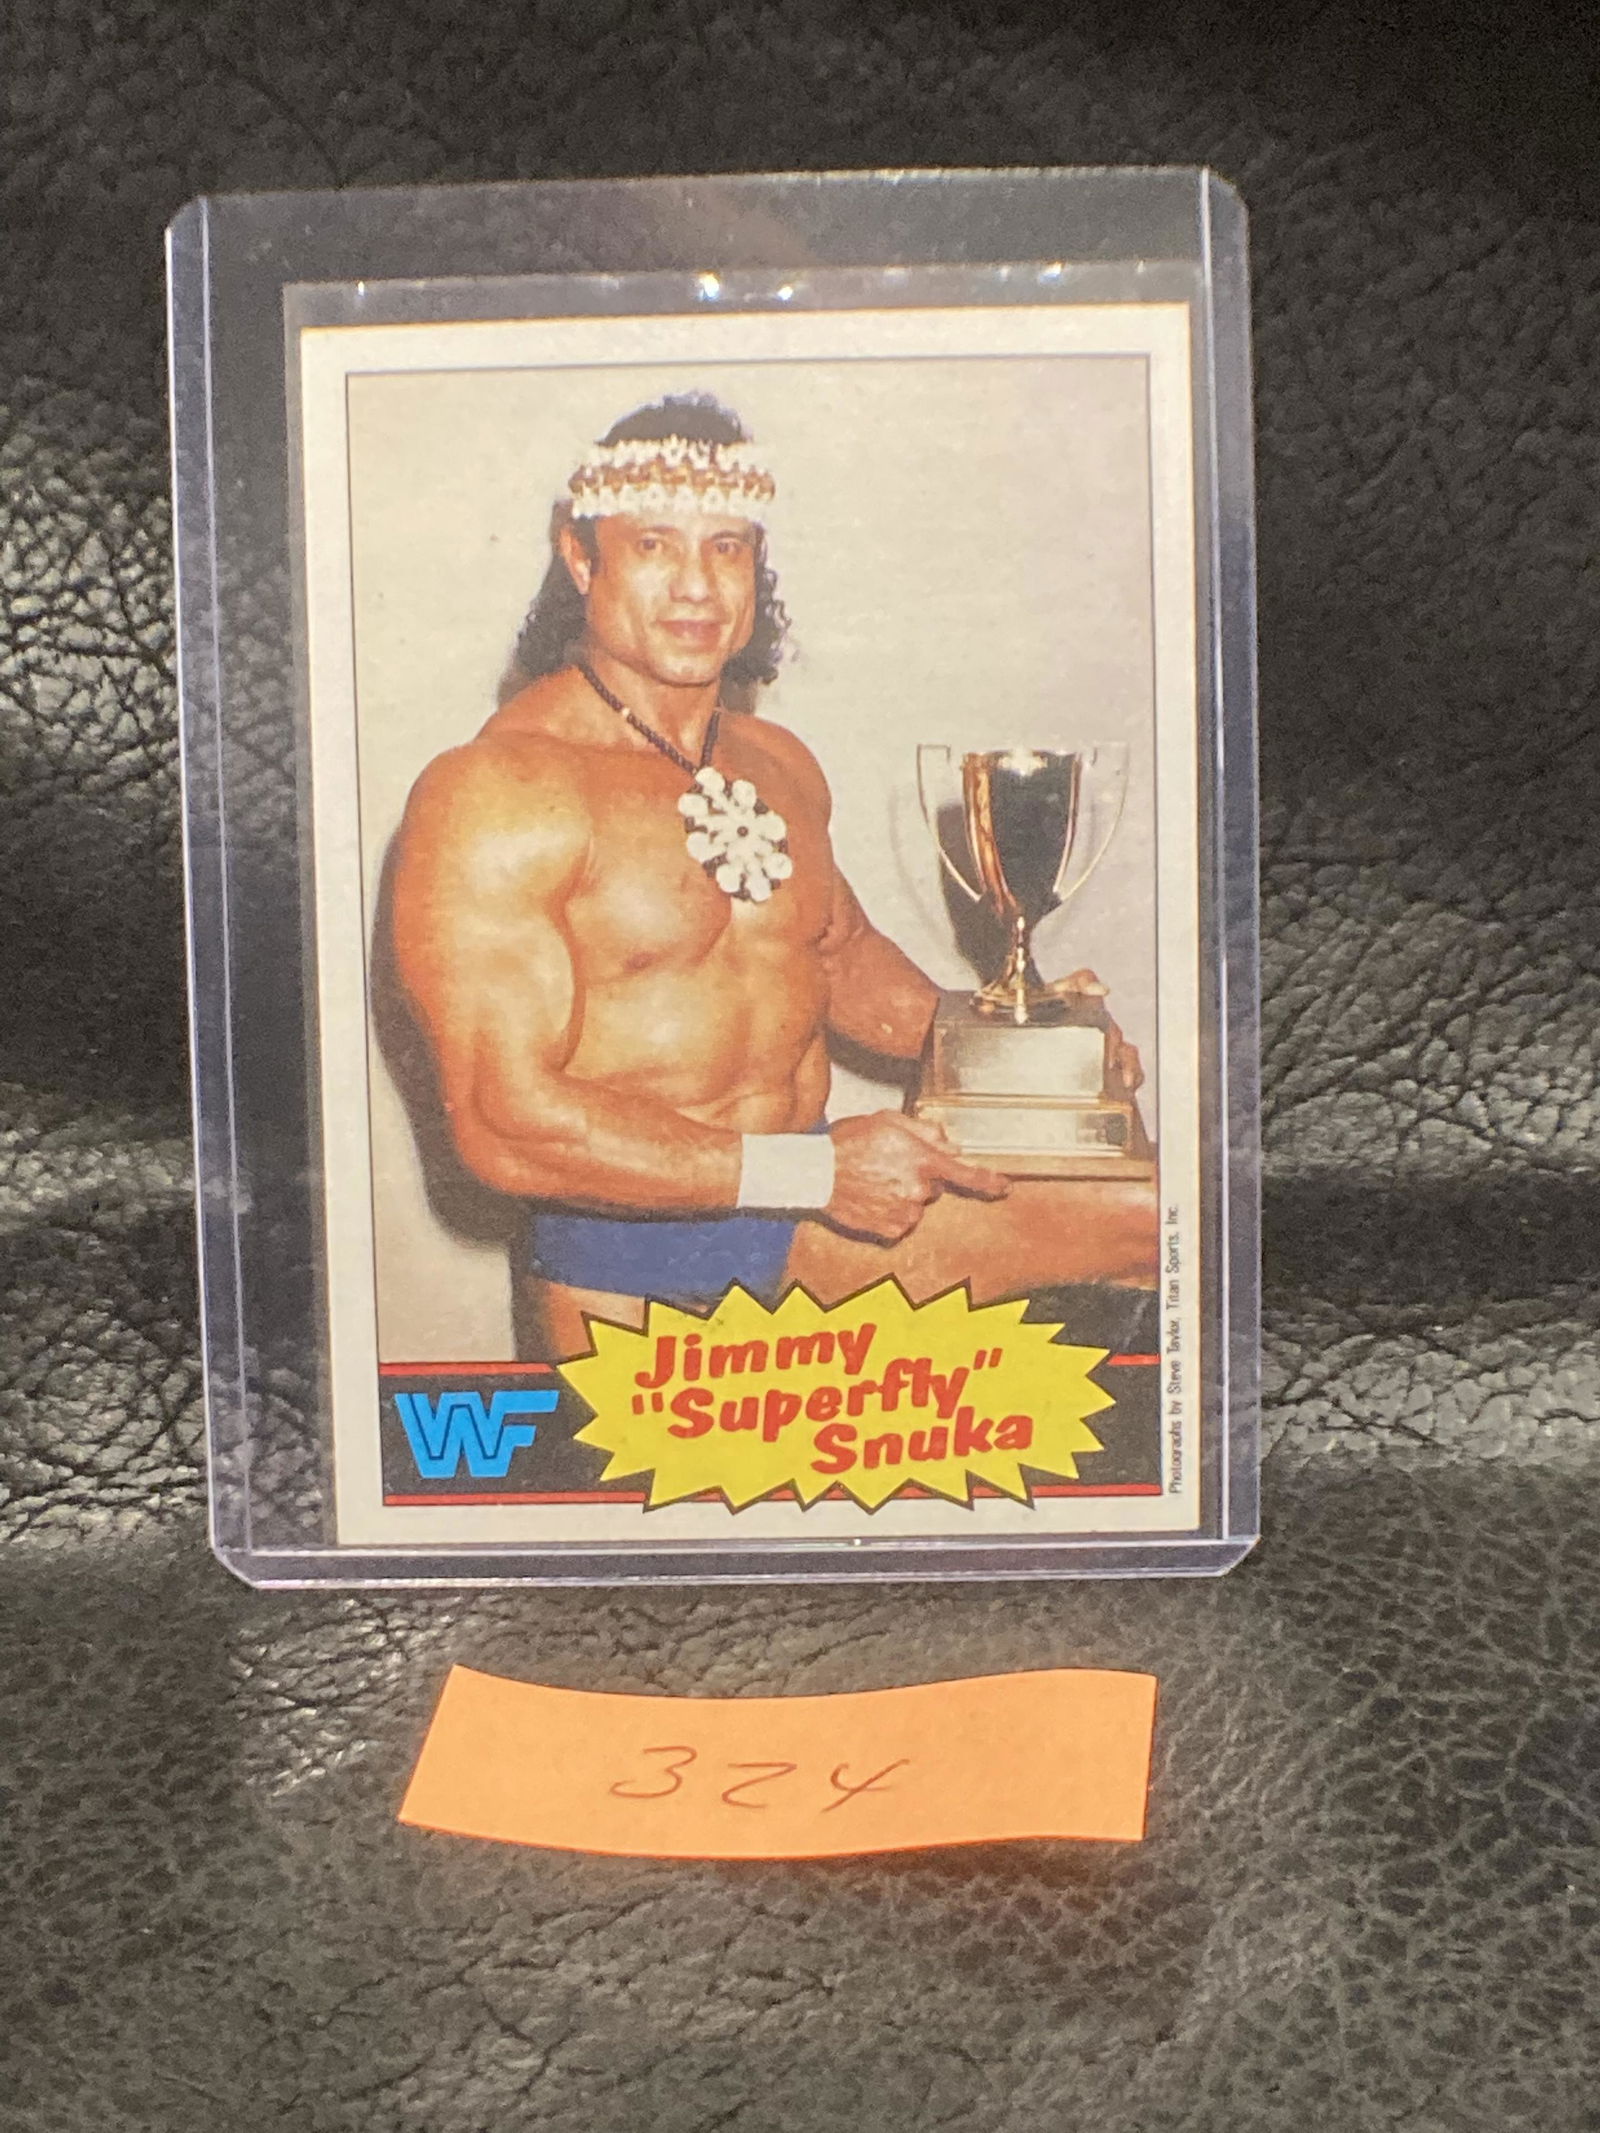 Jimmy
"Superfly"
Snuka
WF
Photographs by Steve Taylor, Titan Sports, Inc.
324